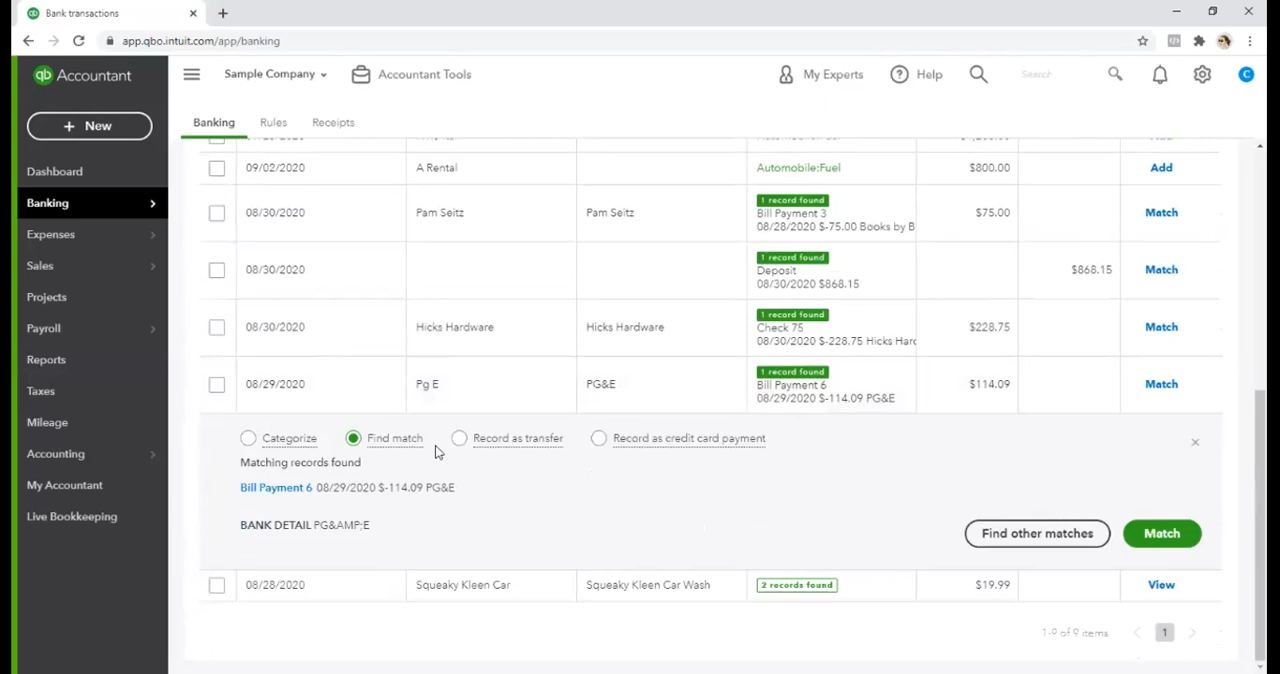 Bank transactions
app.qbo.intuit.com/app/banking
qb Accountant
Sample Company
Accountant Tools
My Experts
Help
Search
C
+ New
Banking
Rules
Receipts
Dashboard
Banking
Expenses
Sales
Projects
Payroll
Reports
Taxes
Mileage
Accounting
My Accountant
Live Bookkeeping
09/02/2020 A Rental Automobile:Fuel $800.00 Add
1 record found
08/30/2020 Pam Seitz Pam Seitz Bill Payment 3 $75.00 Match
08/28/2020 $-75.00 Books by B
1 record found
08/30/2020 Deposit $868.15 Match
08/30/2020 $868.15
1 record found
08/30/2020 Hicks Hardware Hicks Hardware Check 75 $228.75 Match
08/30/2020 $-228.75 Hicks Hard
1 record found
08/29/2020 Pg E PG&E Bill Payment 6 $114.09 Match
08/29/2020 $-114.09 PG&E
Categorize Find match Record as transfer Record as credit card payment
Matching records found
Bill Payment 6 08/29/2020 $-114.09 PG&E
BANK DETAIL PG&AMP;E
Find other matches Match
08/28/2020 Squeaky Kleen Car Squeaky Kleen Car Wash 2 records found $19.99 View
1-9 of 9 items 1